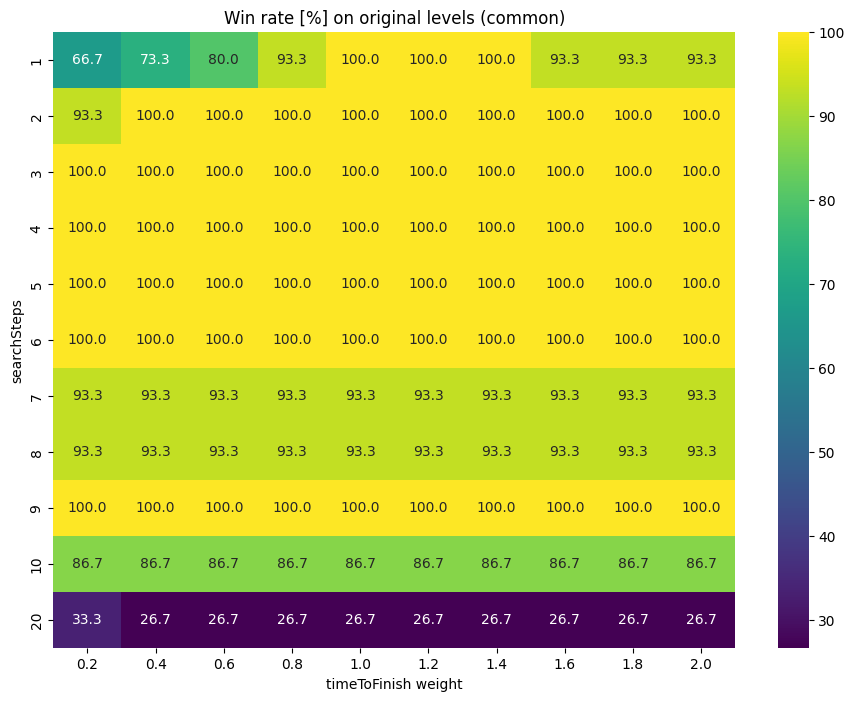 Win rate [%] on original levels (common)
1 66.7 73.3 80.0 93.3 100.0 100.0 100.0 93.3 93.3 93.3
2 93.3 100.0 100.0 100.0 100.0 100.0 100.0 100.0 100.0 100.0
3 100.0 100.0 100.0 100.0 100.0 100.0 100.0 100.0 100.0 100.0
4 100.0 100.0 100.0 100.0 100.0 100.0 100.0 100.0 100.0 100.0
5 100.0 100.0 100.0 100.0 100.0 100.0 100.0 100.0 100.0 100.0
6 100.0 100.0 100.0 100.0 100.0 100.0 100.0 100.0 100.0 100.0
7 93.3 93.3 93.3 93.3 93.3 93.3 93.3 93.3 93.3 93.3
8 93.3 93.3 93.3 93.3 93.3 93.3 93.3 93.3 93.3 93.3
9 100.0 100.0 100.0 100.0 100.0 100.0 100.0 100.0 100.0 100.0
10 86.7 86.7 86.7 86.7 86.7 86.7 86.7 86.7 86.7 86.7
20 33.3 26.7 26.7 26.7 26.7 26.7 26.7 26.7 26.7 26.7
0.2 0.4 0.6 0.8 1.0 1.2 1.4 1.6 1.8 2.0
timeToFinish weight
searchSteps
100
90
80
70
60
50
40
30